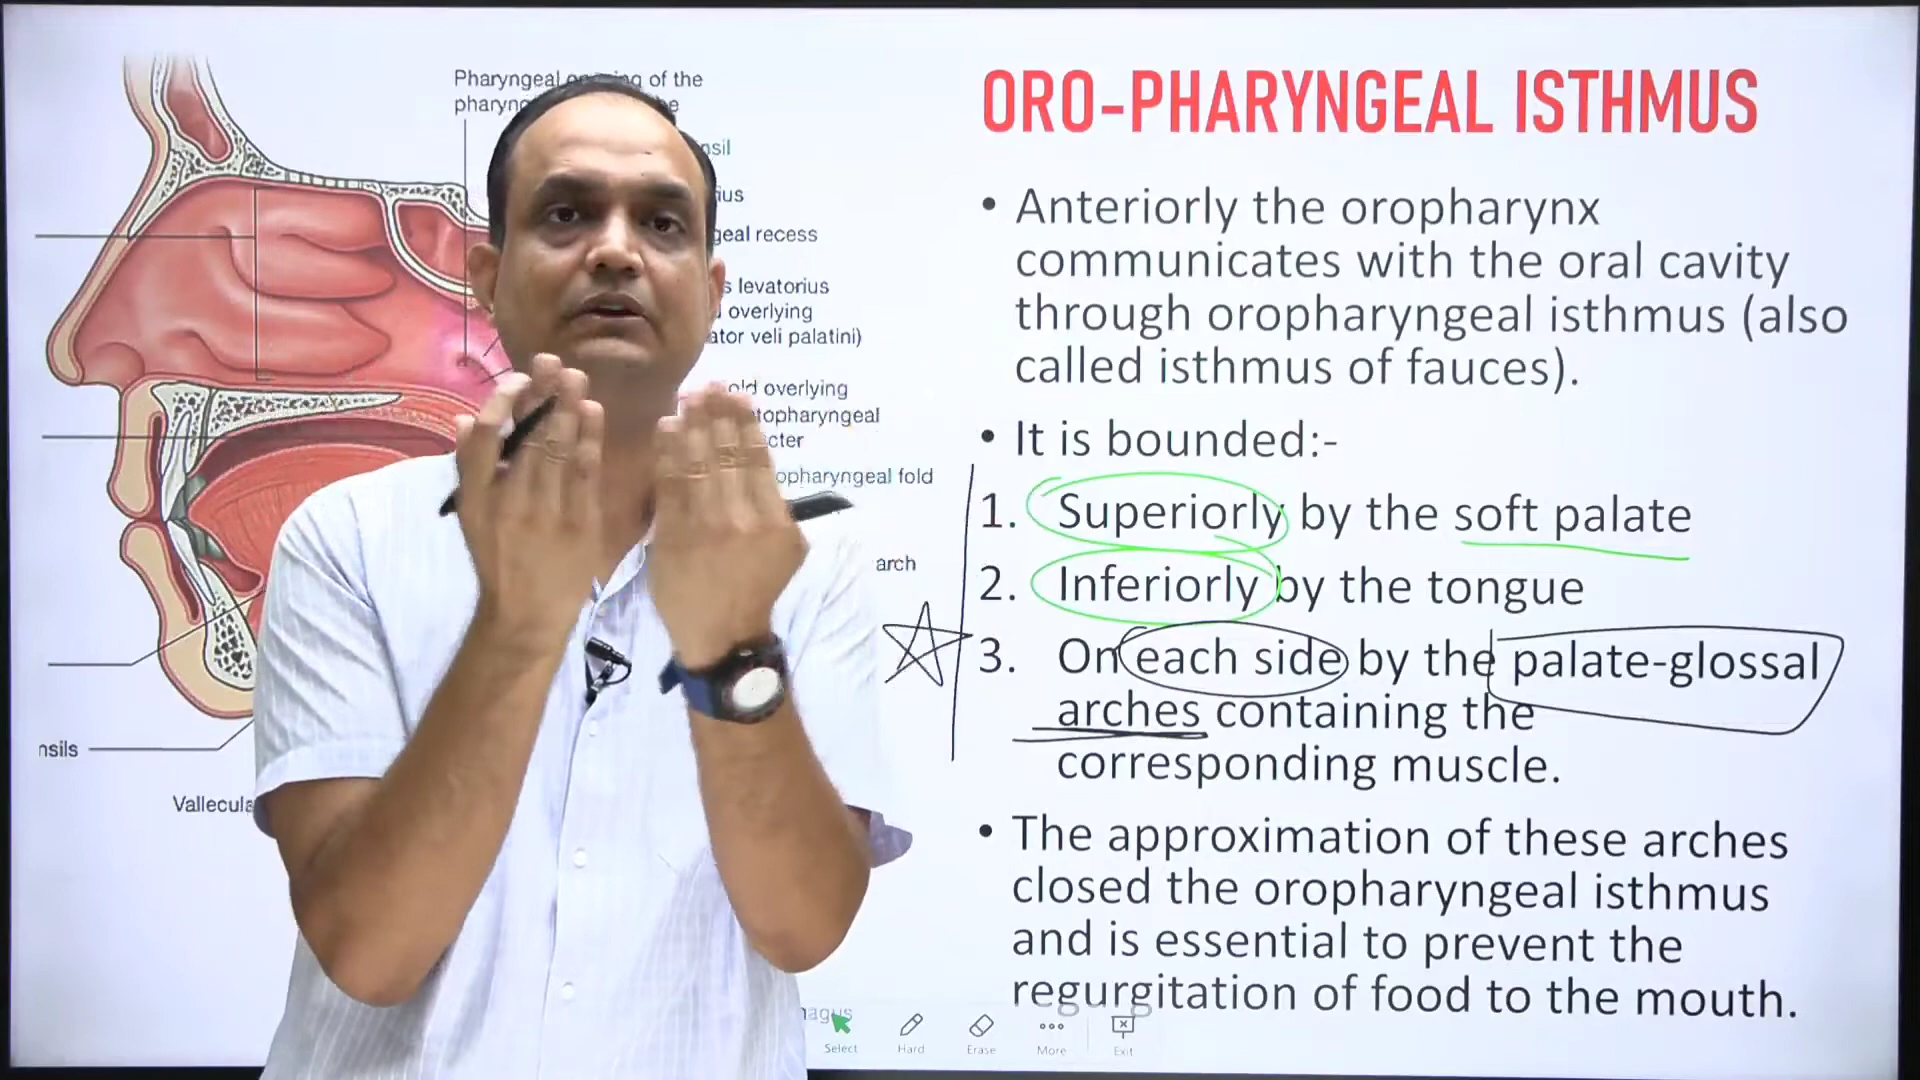 ORO-PHARYNGEAL ISTHMUS
• Anteriorly the oropharynx
communicates with the oral cavity
through oropharyngeal isthmus (also
called isthmus of fauces).
• It is bounded:-
1. Superiorly by the soft palate
2. Inferiorly by the tongue
3. On each side by the palate-glossal
arches containing the
corresponding muscle.
• The approximation of these arches
closed the oropharyngeal isthmus
and is essential to prevent the
regurgitation of food to the mouth.
Pharyngeal of the
recess
levatorius
overlying
veli palatini)
overlying
fold
arch
Vallecula
Select
Hard
Erase
More
Exit